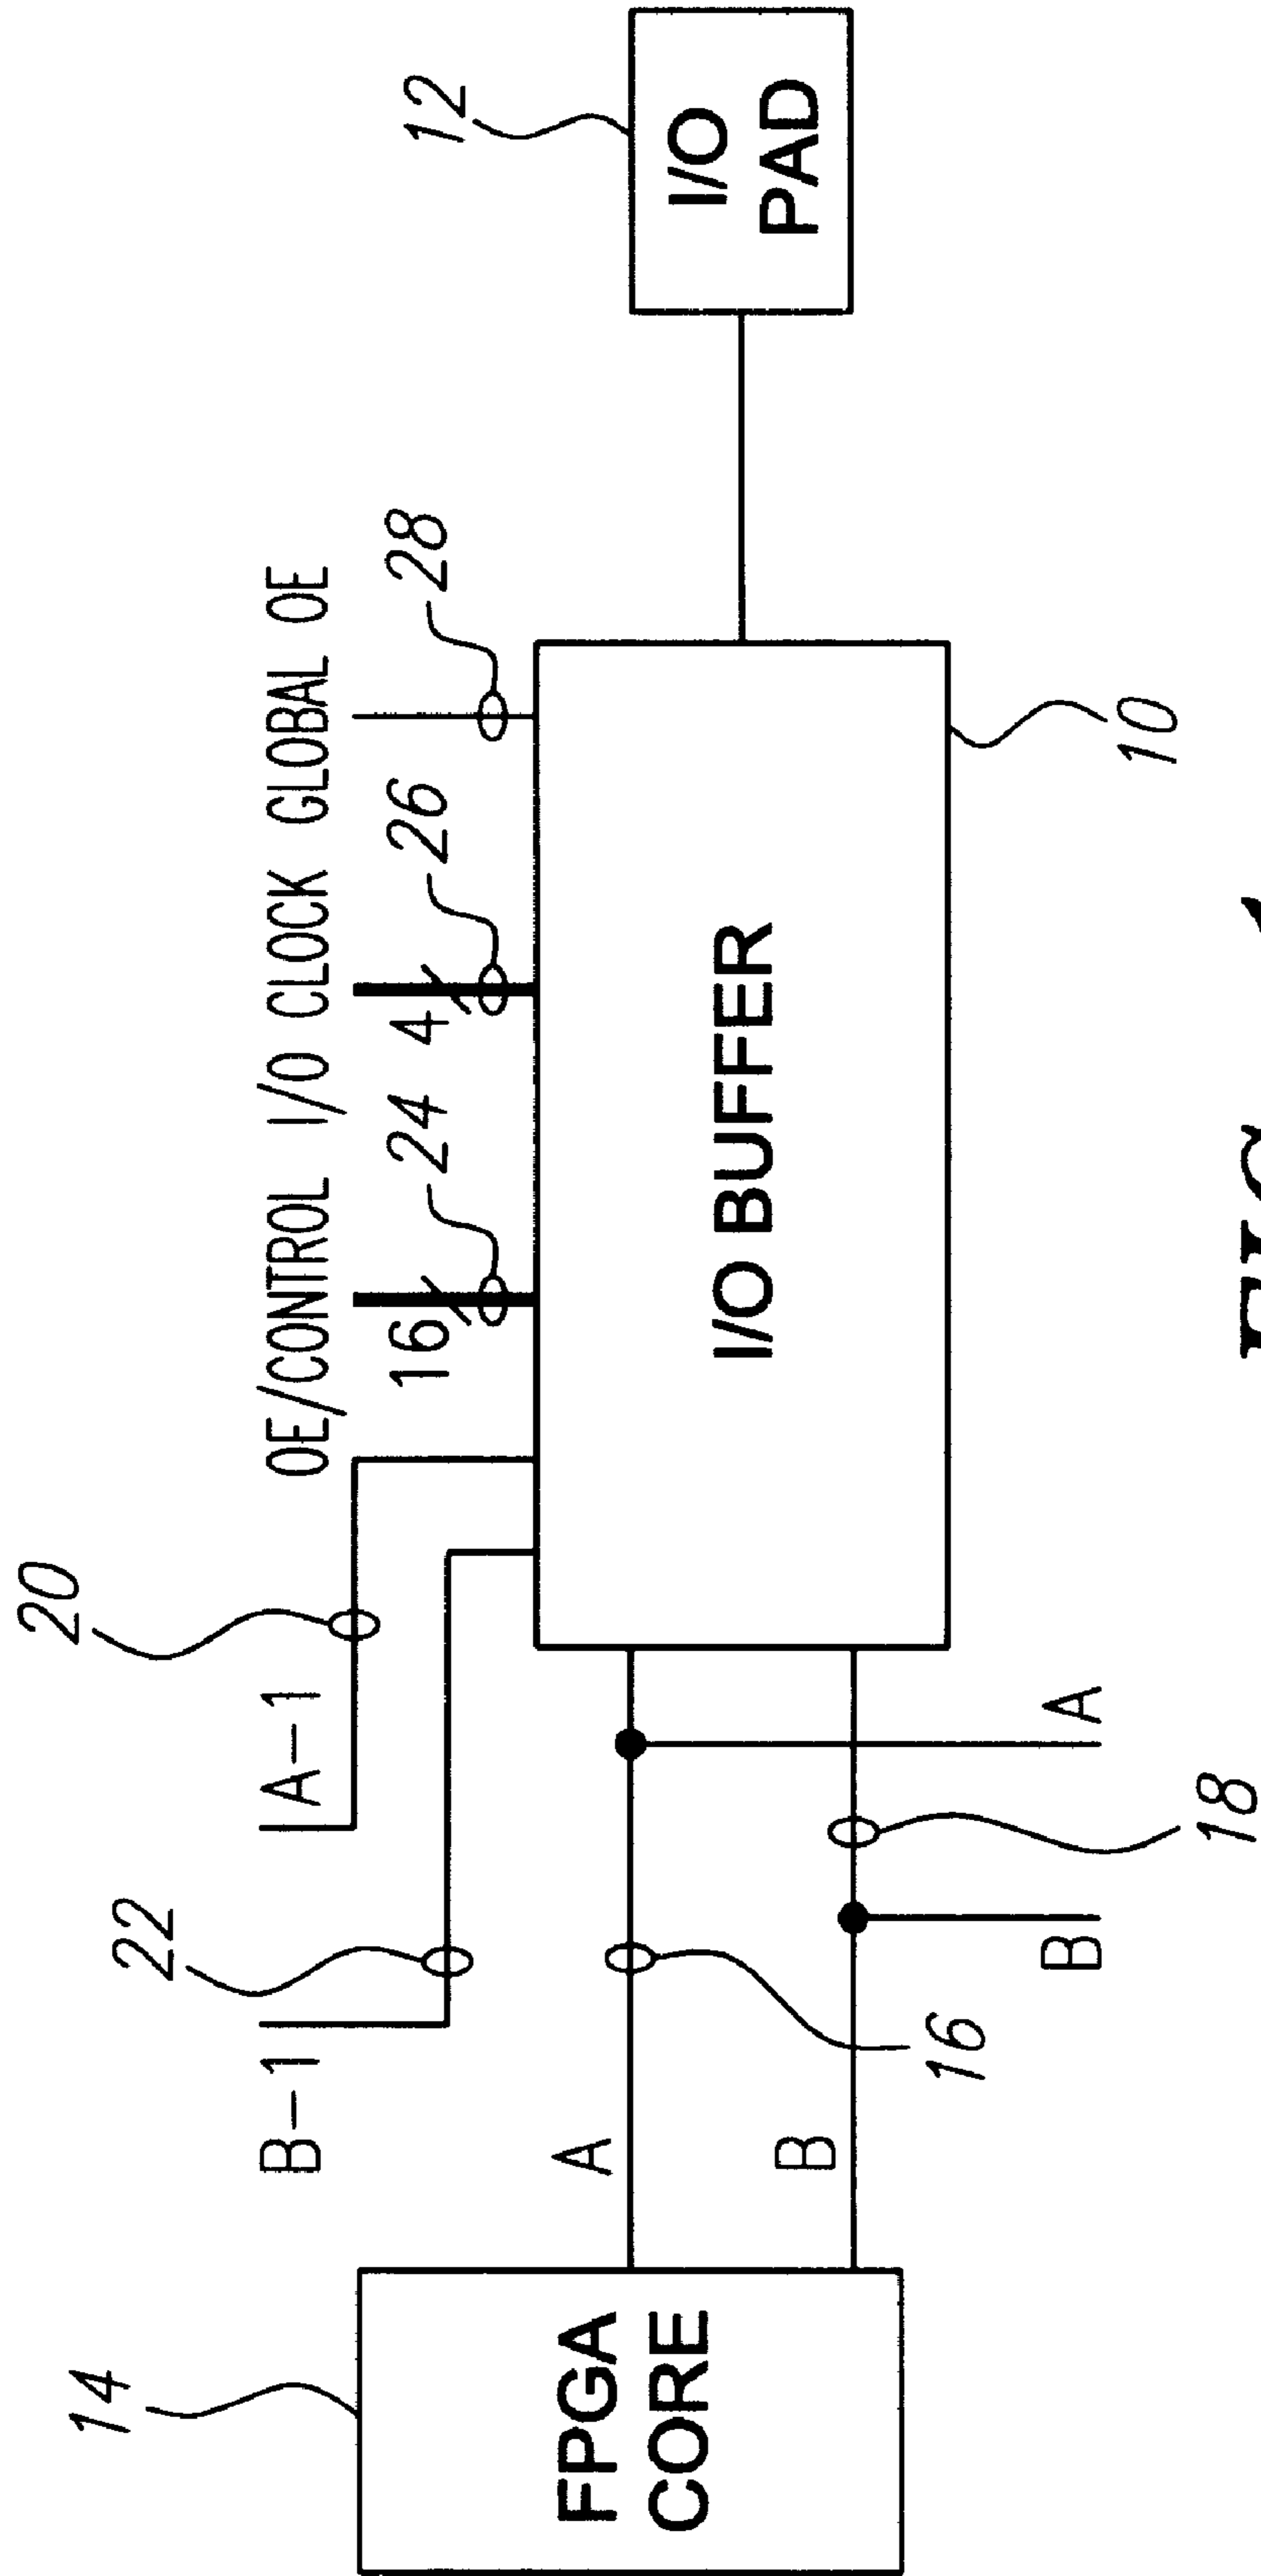 20
22
A-1
B-1
OE/CONTROL I/O CLOCK GLOBAL OE
16
24
4
26
28
12
14
FPGA
CORE
A
B
16
18
A
B
I/O BUFFER
10
I/O
PAD